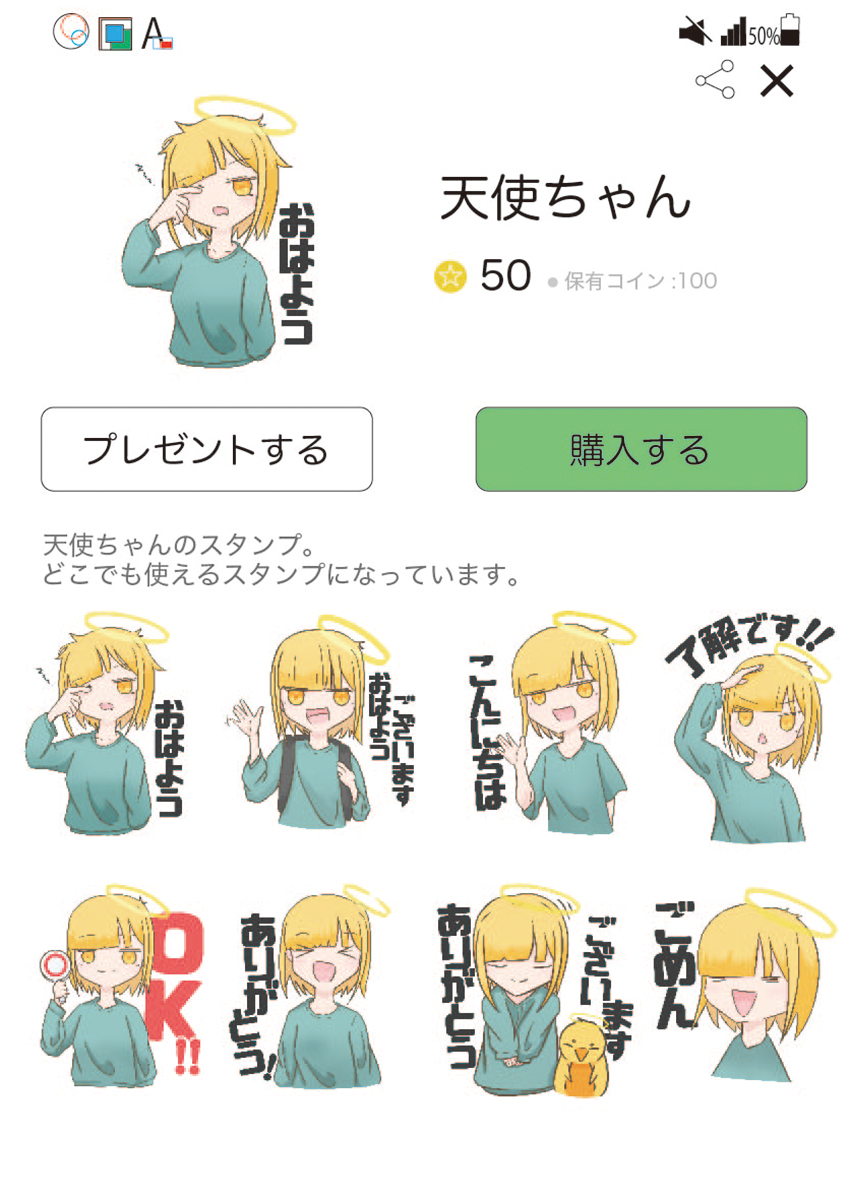 A
50%
天使ちゃん
50
保有コイン :100
おはよう
プレゼントする
購入する
天使ちゃんのスタンプ。
どこでも使えるスタンプになっています。
おはよう
おはよう
ございます
こんにちは
了解です!!
OK!!
ありがとう!
ありがとう
ございます
ごめん